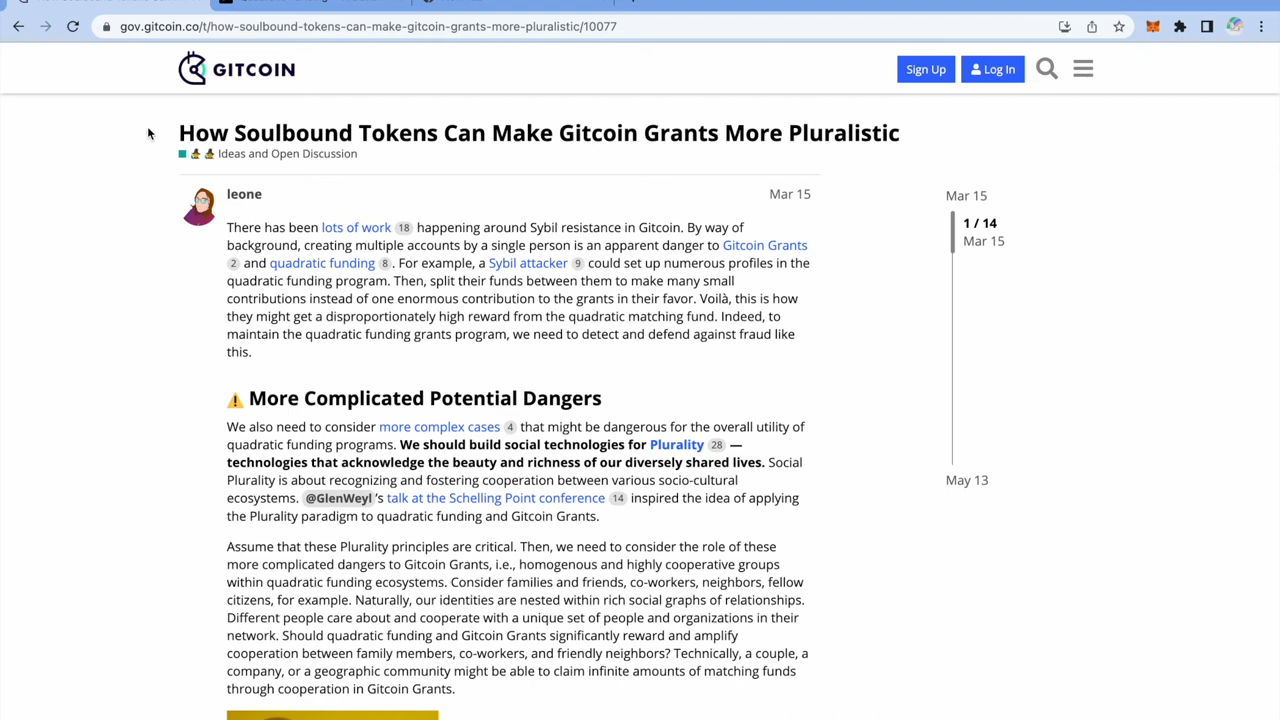 gov.gitcoin.co/t/how-soulbound-tokens-can-make-gitcoin-grants-more-pluralistic/10077
GITCOIN
Sign Up
Log In
How Soulbound Tokens Can Make Gitcoin Grants More Pluralistic
Ideas and Open Discussion
leone
Mar 15
There has been lots of work 18 happening around Sybil resistance in Gitcoin. By way of
background, creating multiple accounts by a single person is an apparent danger to Gitcoin Grants
2 and quadratic funding 8 . For example, a Sybil attacker 9 could set up numerous profiles in the
quadratic funding program. Then, split their funds between them to make many small
contributions instead of one enormous contribution to the grants in their favor. Voilà, this is how
they might get a disproportionately high reward from the quadratic matching fund. Indeed, to
maintain the quadratic funding grants program, we need to detect and defend against fraud like
this.
More Complicated Potential Dangers
We also need to consider more complex cases 4 that might be dangerous for the overall utility of
quadratic funding programs. We should build social technologies for Plurality 28 —
technologies that acknowledge the beauty and richness of our diversely shared lives. Social
Plurality is about recognizing and fostering cooperation between various socio-cultural
ecosystems. @GlenWeyl 's talk at the Schelling Point conference 14 inspired the idea of applying
the Plurality paradigm to quadratic funding and Gitcoin Grants.
Assume that these Plurality principles are critical. Then, we need to consider the role of these
more complicated dangers to Gitcoin Grants, i.e., homogenous and highly cooperative groups
within quadratic funding ecosystems. Consider families and friends, co-workers, neighbors, fellow
citizens, for example. Naturally, our identities are nested within rich social graphs of relationships.
Different people care about and cooperate with a unique set of people and organizations in their
network. Should quadratic funding and Gitcoin Grants significantly reward and amplify
cooperation between family members, co-workers, and friendly neighbors? Technically, a couple, a
company, or a geographic community might be able to claim infinite amounts of matching funds
through cooperation in Gitcoin Grants.
Mar 15
1 / 14
Mar 15
May 13